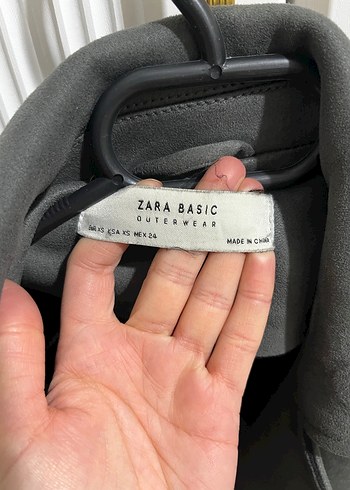 ZARA BASIC
OUTERWEAR
EUR XS USA XS MEX 24
MADE IN CHINA